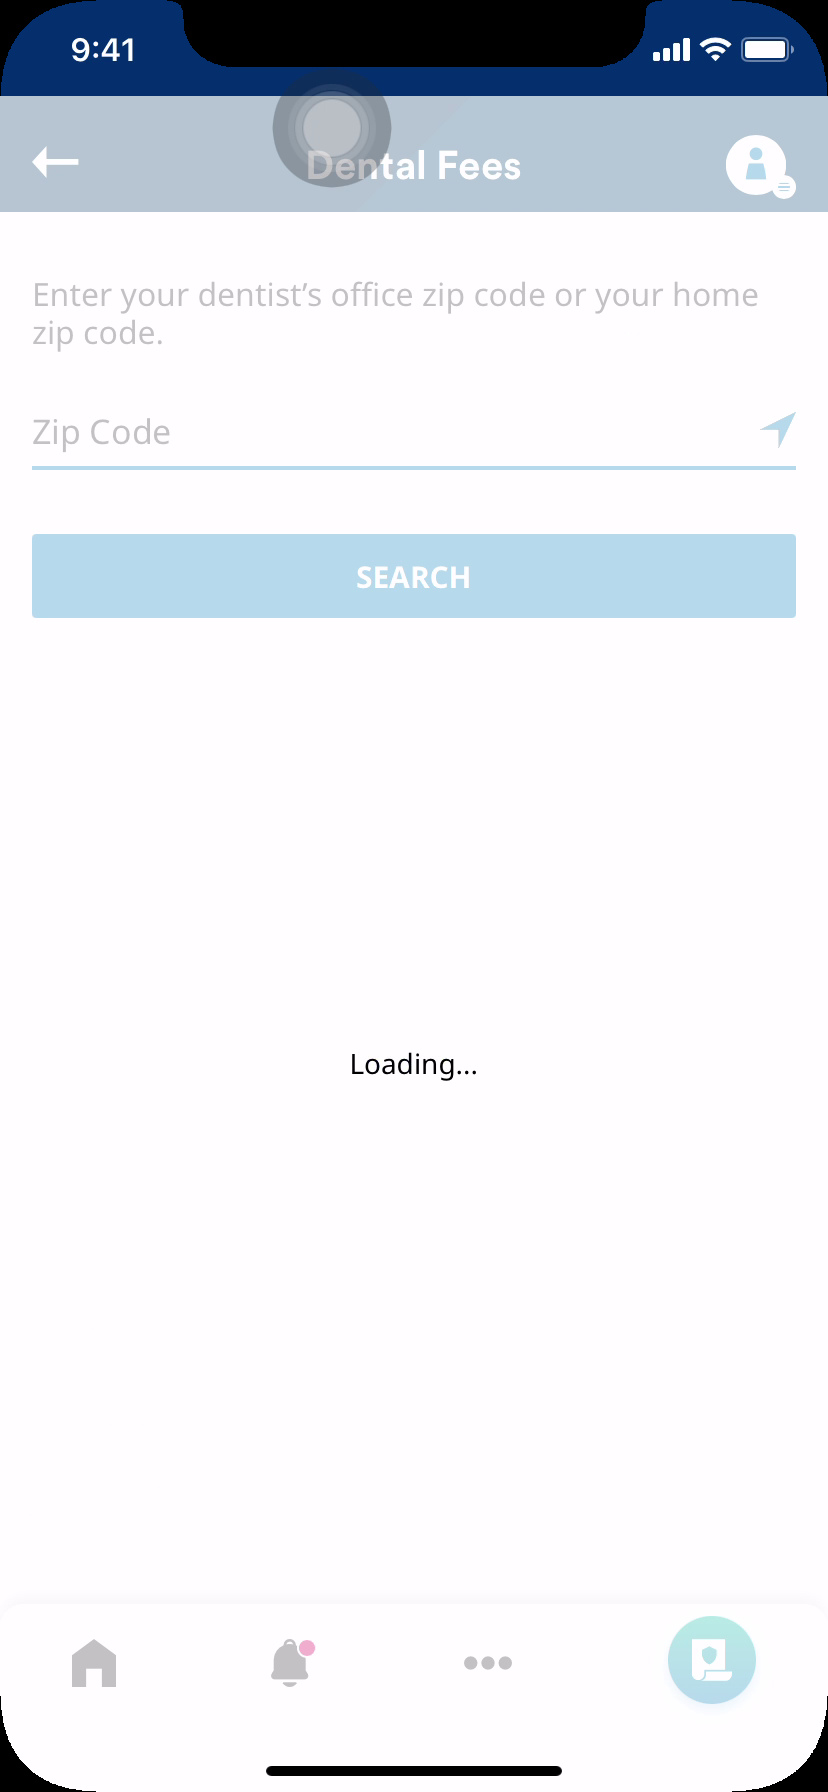 9:41
Dental Fees
Enter your dentist’s office zip code or your home
zip code.
Zip Code
SEARCH
Loading...